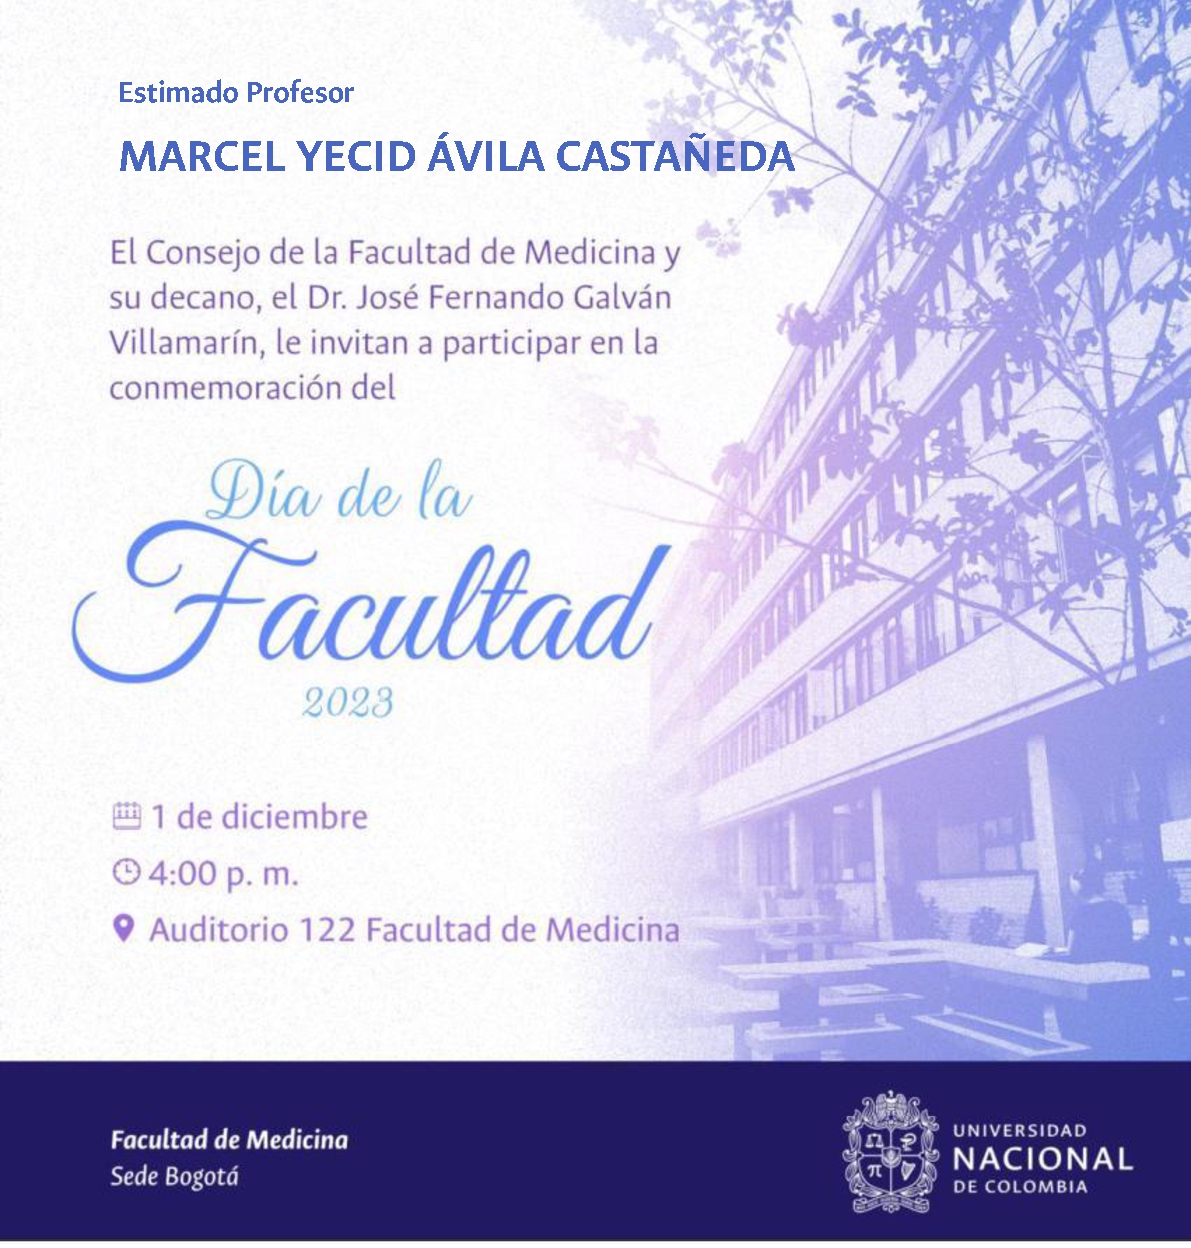 Estimado Profesor
MARCEL YECID ÁVILA CASTAÑEDA
El Consejo de la Facultad de Medicina y
su decano, el Dr. José Fernando Galván
Villamarín, le invitan a participar en la
conmemoración del
Día de la
Facultad
2023
1 de diciembre
4:00 p. m.
Auditorio 122 Facultad de Medicina
Facultad de Medicina
Sede Bogotá
UNIVERSIDAD
NACIONAL
DE COLOMBIA